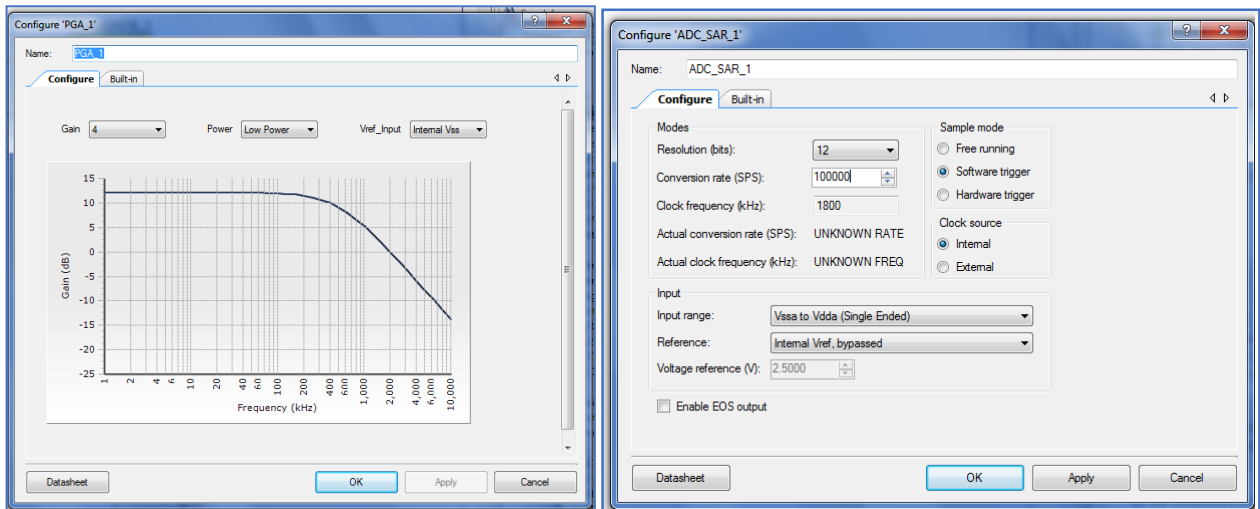 Configure 'PGA_1'
Name: PGA_1
Configure Built-in
Gain 4 Power Low Power Vref_Input Internal Vss
15
10
5
0
-5
-10
-15
-20
-25
Gain (dB)
1 2 4 6 10 20 40 60 100 200 400 600 1,000 2,000 4,000 6,000 10,000
Frequency (kHz)
Datasheet OK Apply Cancel
Configure 'ADC_SAR_1'
Name: ADC_SAR_1
Configure Built-in
Modes
Resolution (bits): 12
Conversion rate (SPS): 100000
Clock frequency (kHz): 1800
Actual conversion rate (SPS): UNKNOWN RATE
Actual clock frequency (kHz): UNKNOWN FREQ
Sample mode
Free running
Software trigger
Hardware trigger
Clock source
Internal
External
Input
Input range: Vssa to Vdda (Single Ended)
Reference: Internal Vref, bypassed
Voltage reference (V): 2.5000
Enable EOS output
Datasheet OK Apply Cancel